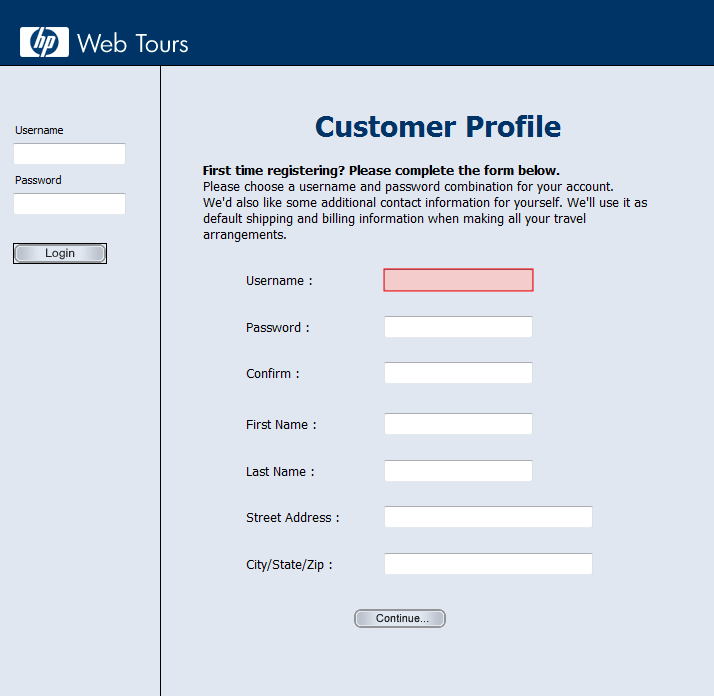 hp Web Tours
Username
Password
Login
Customer Profile
First time registering? Please complete the form below.
Please choose a username and password combination for your account.
We'd also like some additional contact information for yourself. We'll use it as
default shipping and billing information when making all your travel
arrangements.
Username :
Password :
Confirm :
First Name :
Last Name :
Street Address :
City/State/Zip :
Continue...